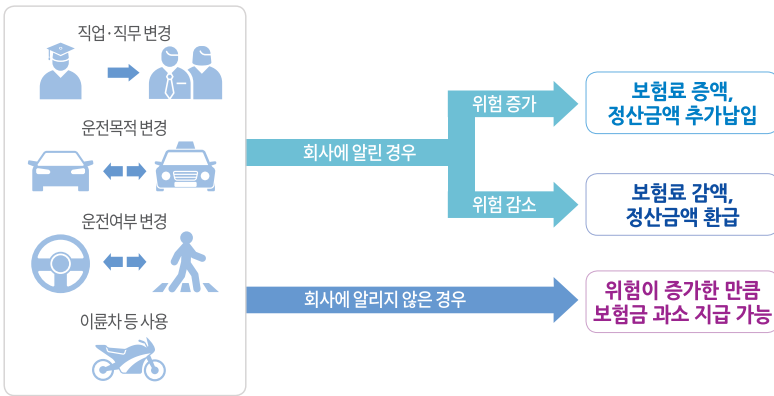 직업·직무 변경
운전목적 변경
운전여부 변경
이륜차 등 사용
회사에 알린 경우
위험 증가
보험료 증액,
정산금액 추가납입
위험 감소
보험료 감액,
정산금액 환급
회사에 알리지 않은 경우
위험이 증가한 만큼
보험금 과소 지급 가능